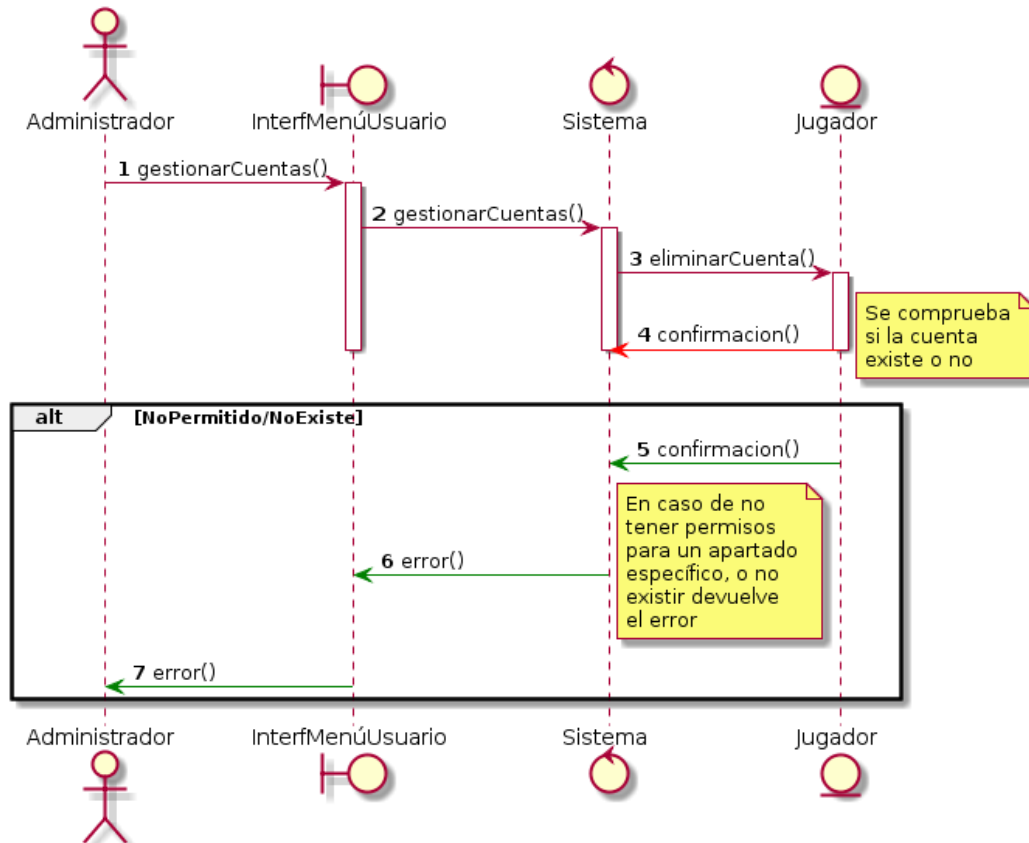 Administrador
InterfMenúUsuario
Sistema
Jugador
1 gestionarCuentas()
2 gestionarCuentas()
3 eliminarCuenta()
Se comprueba
si la cuenta
existe o no
4 confirmacion()
alt
[NoPermitido/NoExiste]
5 confirmacion()
En caso de no
tener permisos
para un apartado
específico, o no
existir devuelve
el error
6 error()
7 error()
Administrador
InterfMenúUsuario
Sistema
Jugador